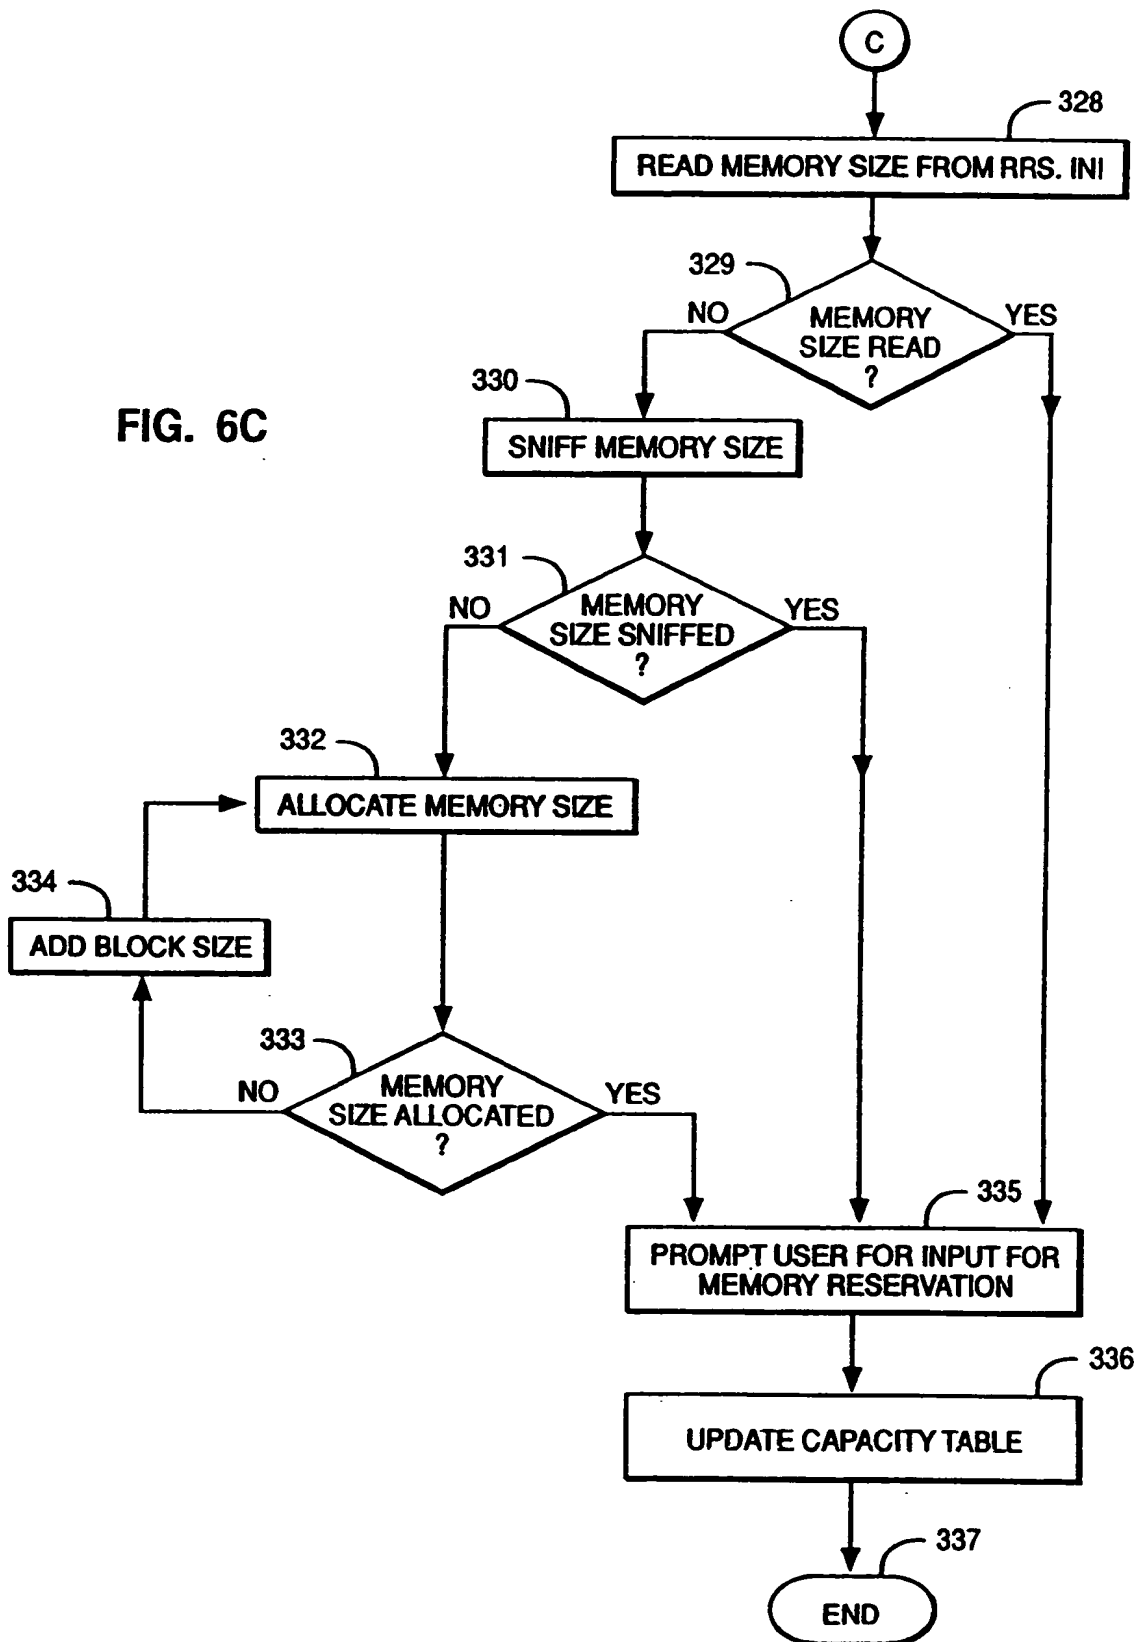 C
328
READ MEMORY SIZE FROM RRS. INI
329
NO
YES
MEMORY
SIZE READ
?
330
FIG. 6C
SNIFF MEMORY SIZE
331
NO
YES
MEMORY
SIZE SNIFFED
?
332
ALLOCATE MEMORY SIZE
334
ADD BLOCK SIZE
333
NO
YES
MEMORY
SIZE ALLOCATED
?
335
PROMPT USER FOR INPUT FOR
MEMORY RESERVATION
336
UPDATE CAPACITY TABLE
337
END